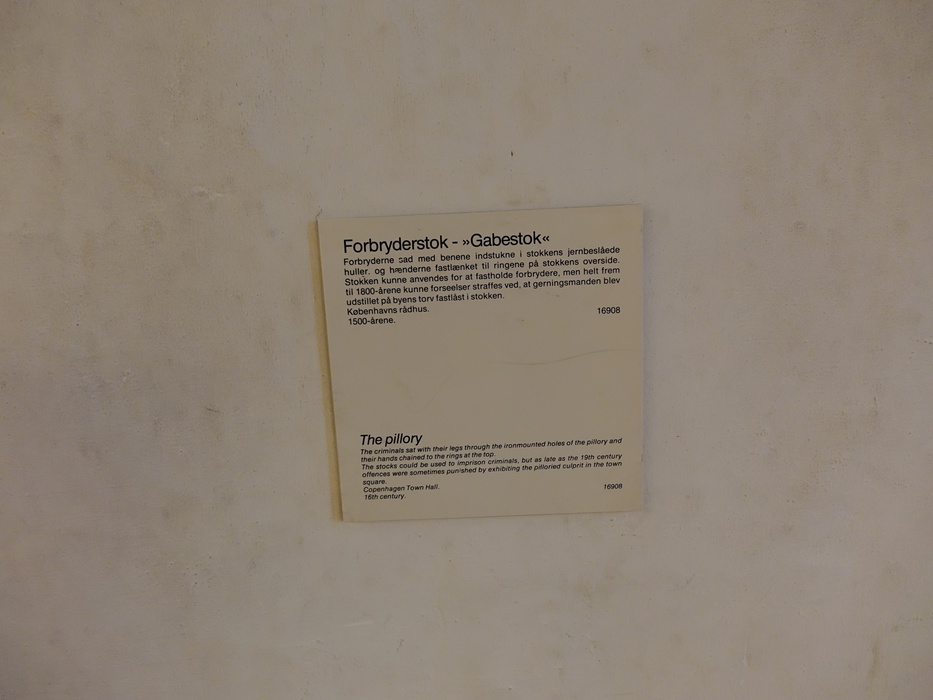 Forbryderstok - »Gabestok«
Forbryderne sad med benene indstukne i stokkens jernbeslåede
huller. og hænderne fastlænket til ringene på stokkens overside.
Stokken kunne anvendes for at fastholde forbrydere, men helt frem
til 1800-årene kunne forseelser straffes ved, at gerningsmanden blev
udstillet på byens torv fastlåst i stokken.
Københavns rådhus. 16908
1500-årene.
The pillory
The criminals sat with their legs through the ironmounted holes of the pillory and
their hands chained to the rings at the top.
The stocks could be used to imprison criminals, but as late as the 19th century
offences were sometimes punished by exhibiting the pilloried culprit in the town
square.
Copenhagen Town Hall. 16908
16th century.